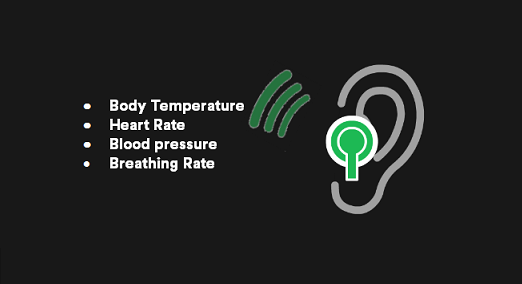 • Body Temperature
• Heart Rate
• Blood pressure
• Breathing Rate